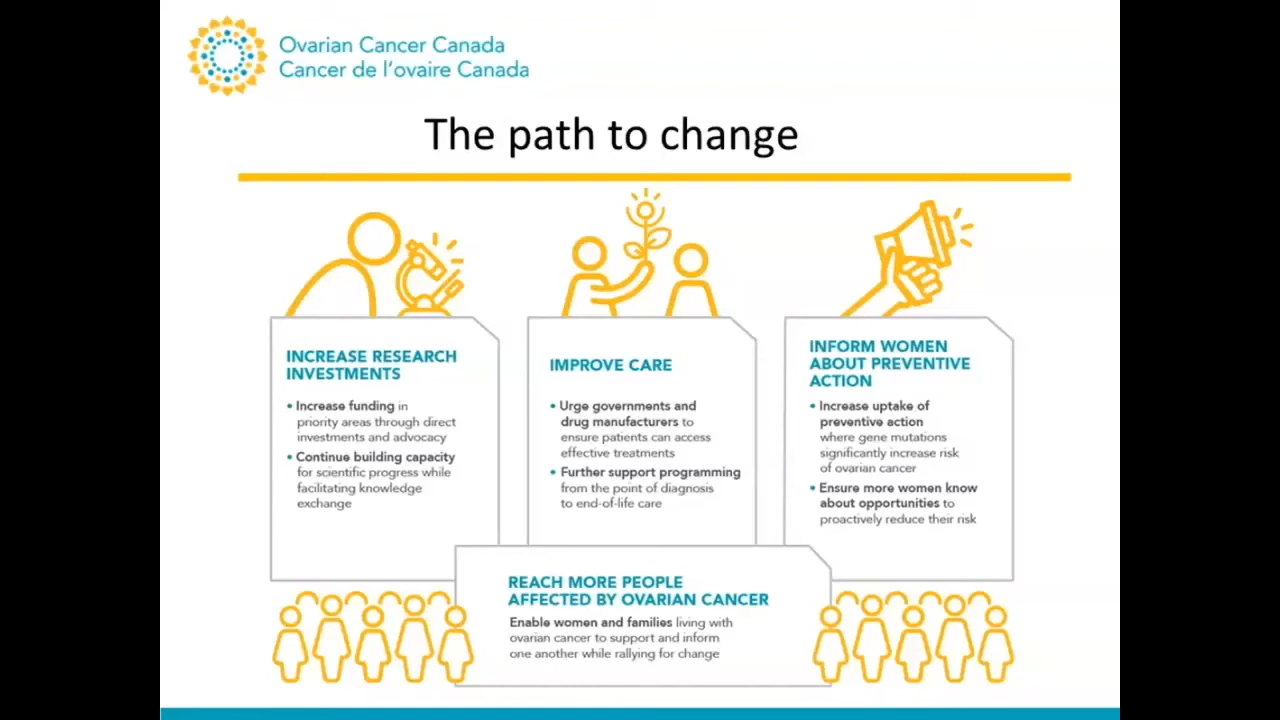 Ovarian Cancer Canada
Cancer de l'ovaire Canada
The path to change
INCREASE RESEARCH
INVESTMENTS
• Increase funding in
priority areas through direct
investments and advocacy
• Continue building capacity
for scientific progress while
facilitating knowledge
exchange
IMPROVE CARE
• Urge governments and
drug manufacturers to
ensure patients can access
effective treatments
• Further support programming
from the point of diagnosis
to end-of-life care
INFORM WOMEN
ABOUT PREVENTIVE
ACTION
• Increase uptake of
preventive action
where gene mutations
significantly increase risk
of ovarian cancer
• Ensure more women know
about opportunities to
proactively reduce their risk
REACH MORE PEOPLE
AFFECTED BY OVARIAN CANCER
Enable women and families living with
ovarian cancer to support and inform
one another while rallying for change